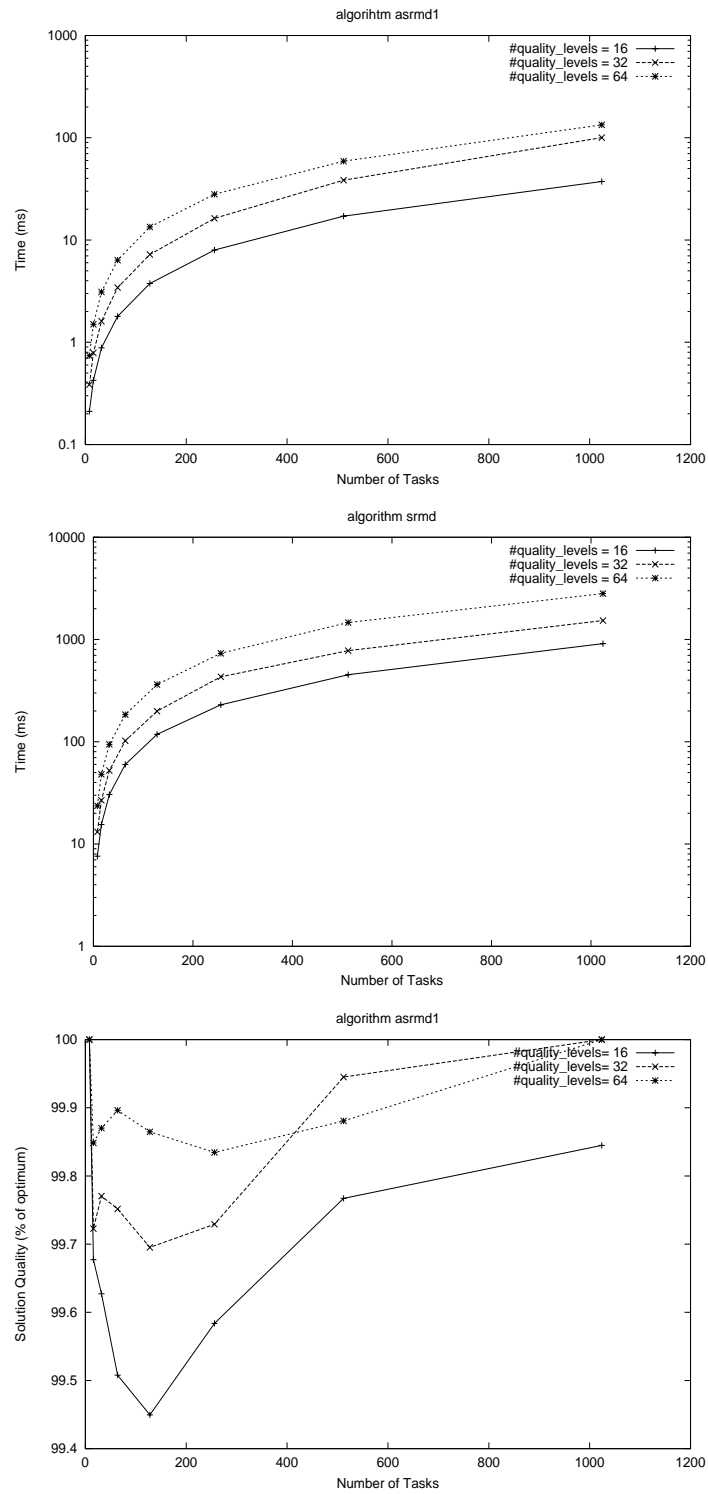 algorihtm asrmd1
1000
100
10
1
0.1
Time (ms)
#quality_levels = 16
#quality_levels = 32
#quality_levels = 64
0
200
400
600
800
1000
1200
Number of Tasks
algorithm srmd
10000
1000
100
10
1
Time (ms)
#quality_levels = 16
#quality_levels = 32
#quality_levels = 64
0
200
400
600
800
1000
1200
Number of Tasks
algorithm asrmd1
100
99.9
99.8
99.7
99.6
99.5
99.4
Solution Quality (% of optimum)
#quality_levels= 16
#quality_levels= 32
#quality_levels= 64
0
200
400
600
800
1000
1200
Number of Tasks